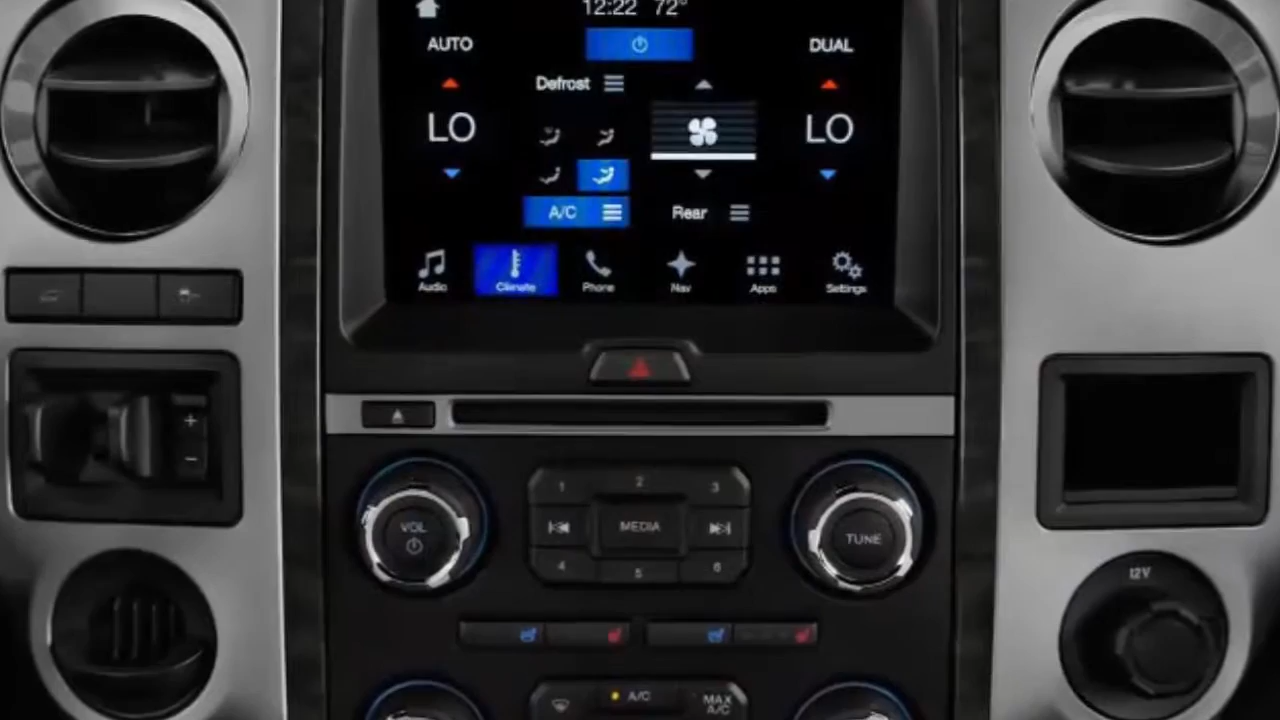 12:22 72°
AUTO
DUAL
Defrost
LO
LO
A/C
Rear
Audio
Climate
Phone
Nav
Apps
Settings
+
−
1 2 3
VOL
MEDIA
TUNE
4 5 6
12V
A/C
MAX
A/C